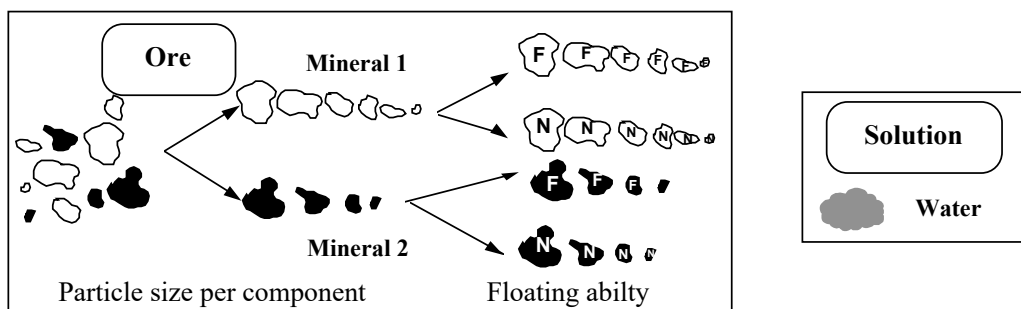 Ore
Mineral 1
F F F F F
N N N N N N
Mineral 2
F F F
N N N N
Particle size per component
Floating abilty
Solution
Water